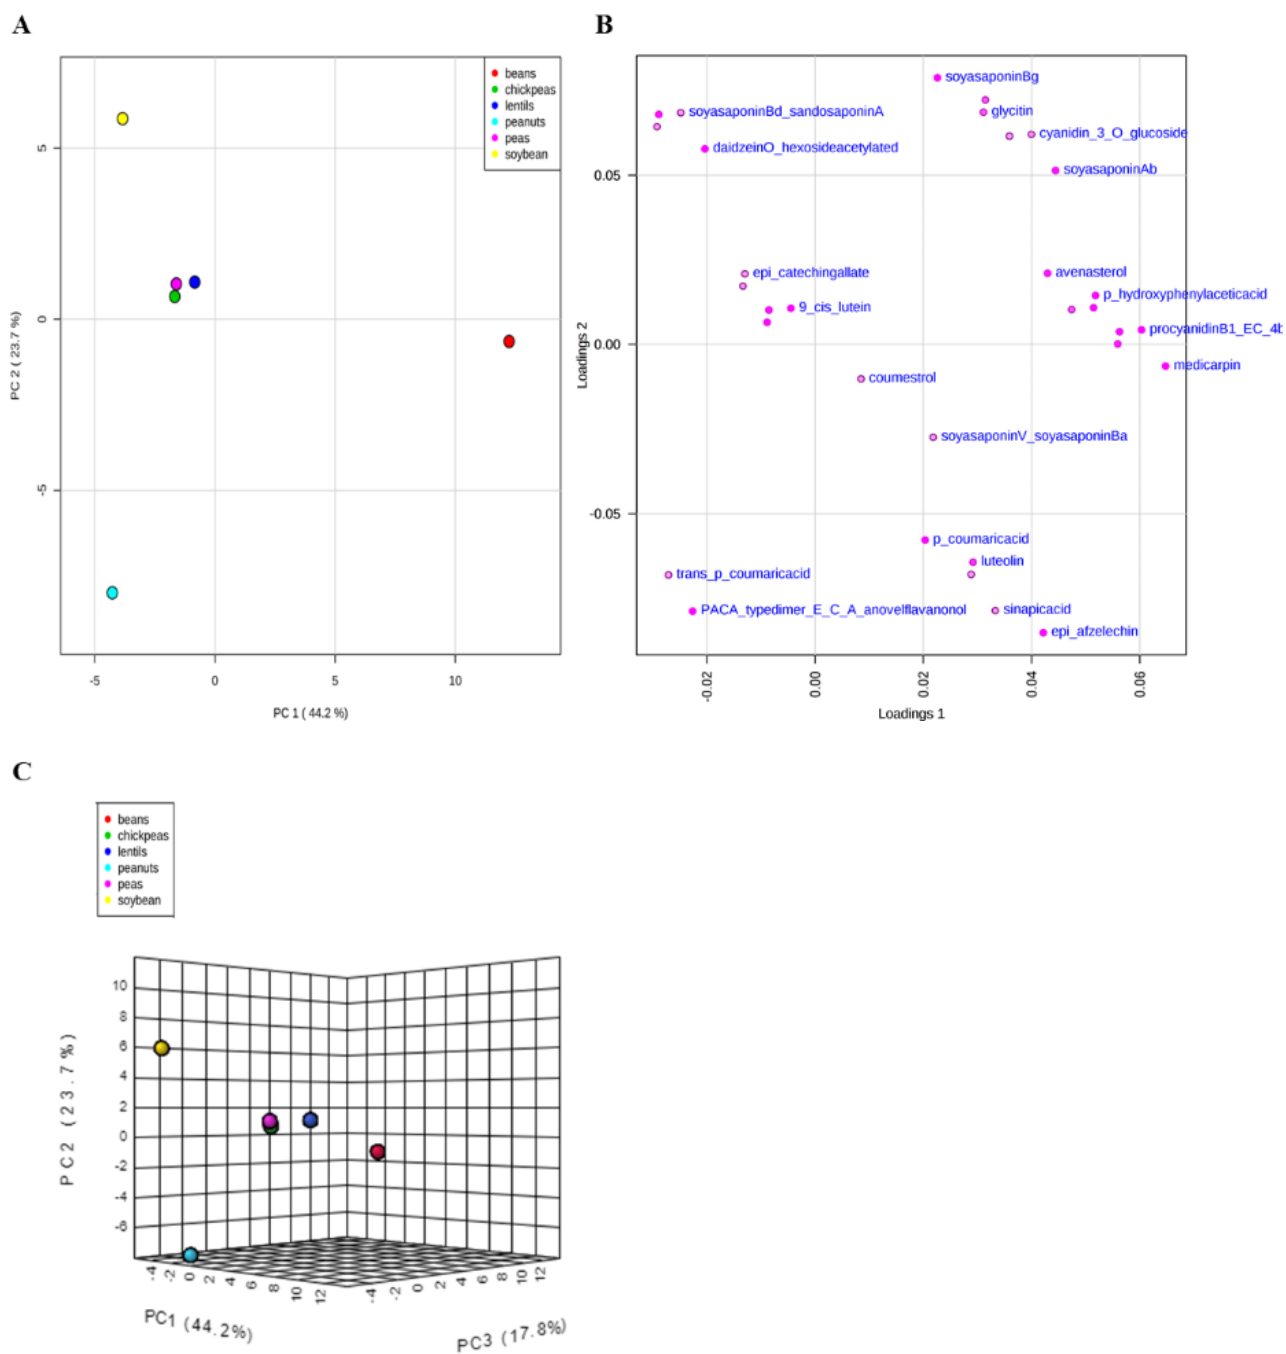 A
B
beans
chickpeas
lentils
peanuts
peas
soybean
5
0
-5
PC 2 ( 23.7 %)
-5
0
5
10
PC 1 ( 44.2 %)
soyasaponinBg
soyasaponinBd_sandosaponinA
glycitin
cyanidin_3_O_glucoside
daidzeinO_hexosideacetylated
soyasaponinAb
epi_catechingallate
avenasterol
p_hydroxyphenylaceticacid
9_cis_lutein
procyanidinB1_EC_4b
medicarpin
coumestrol
soyasaponinV_soyasaponinBa
p_coumaricacid
luteolin
trans_p_coumaricacid
PACA_typedimer_E_C_A_anovelflavanonol
sinapicacid
epi_afzelechin
0.05
0.00
-0.05
Loadings 2
-0.02
0.00
0.02
0.04
0.06
Loadings 1
C
beans
chickpeas
lentils
peanuts
peas
soybean
10
8
6
4
2
0
-2
-4
-6
PC2 (23.7%)
-4 -2 0 2 4 6 8 10 12
PC1 (44.2%)
-4 -2 0 2 4 6 8 10 12
PC3 (17.8%)